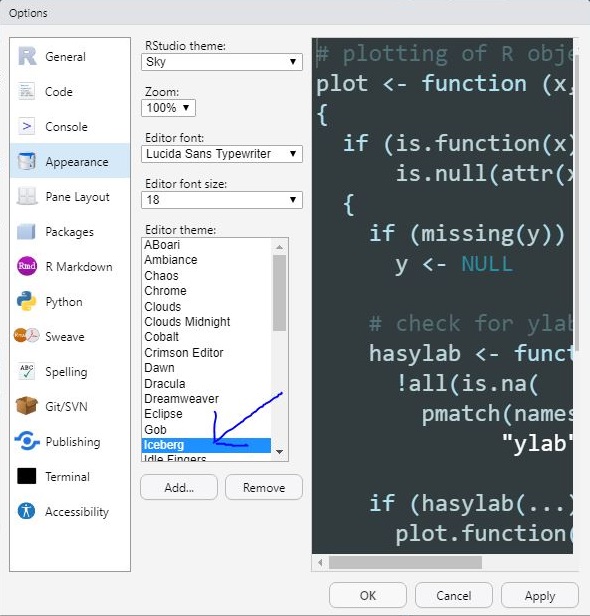 Options
General
Code
Console
Appearance
Pane Layout
Packages
Rmd
R Markdown
Python
Sweave
ABC
Spelling
Git/SVN
Publishing
Terminal
Accessibility
RStudio theme:
Sky
Zoom:
100%
Editor font:
Lucida Sans Typewriter
Editor font size:
18
Editor theme:
ABoari
Ambiance
Chaos
Chrome
Clouds
Clouds Midnight
Cobalt
Crimson Editor
Dawn
Dracula
Dreamweaver
Eclipse
Gob
Iceberg
Idle Fingers
Add...
Remove
# plotting of R obje
plot <- function (x,
{
if (is.function(x)
is.null(attr(x
{
if (missing(y))
y <- NULL
# check for ylab
hasylab <- funct
!all(is.na(
pmatch(names
"ylab"
if (hasylab(...)
plot.function(
OK
Cancel
Apply